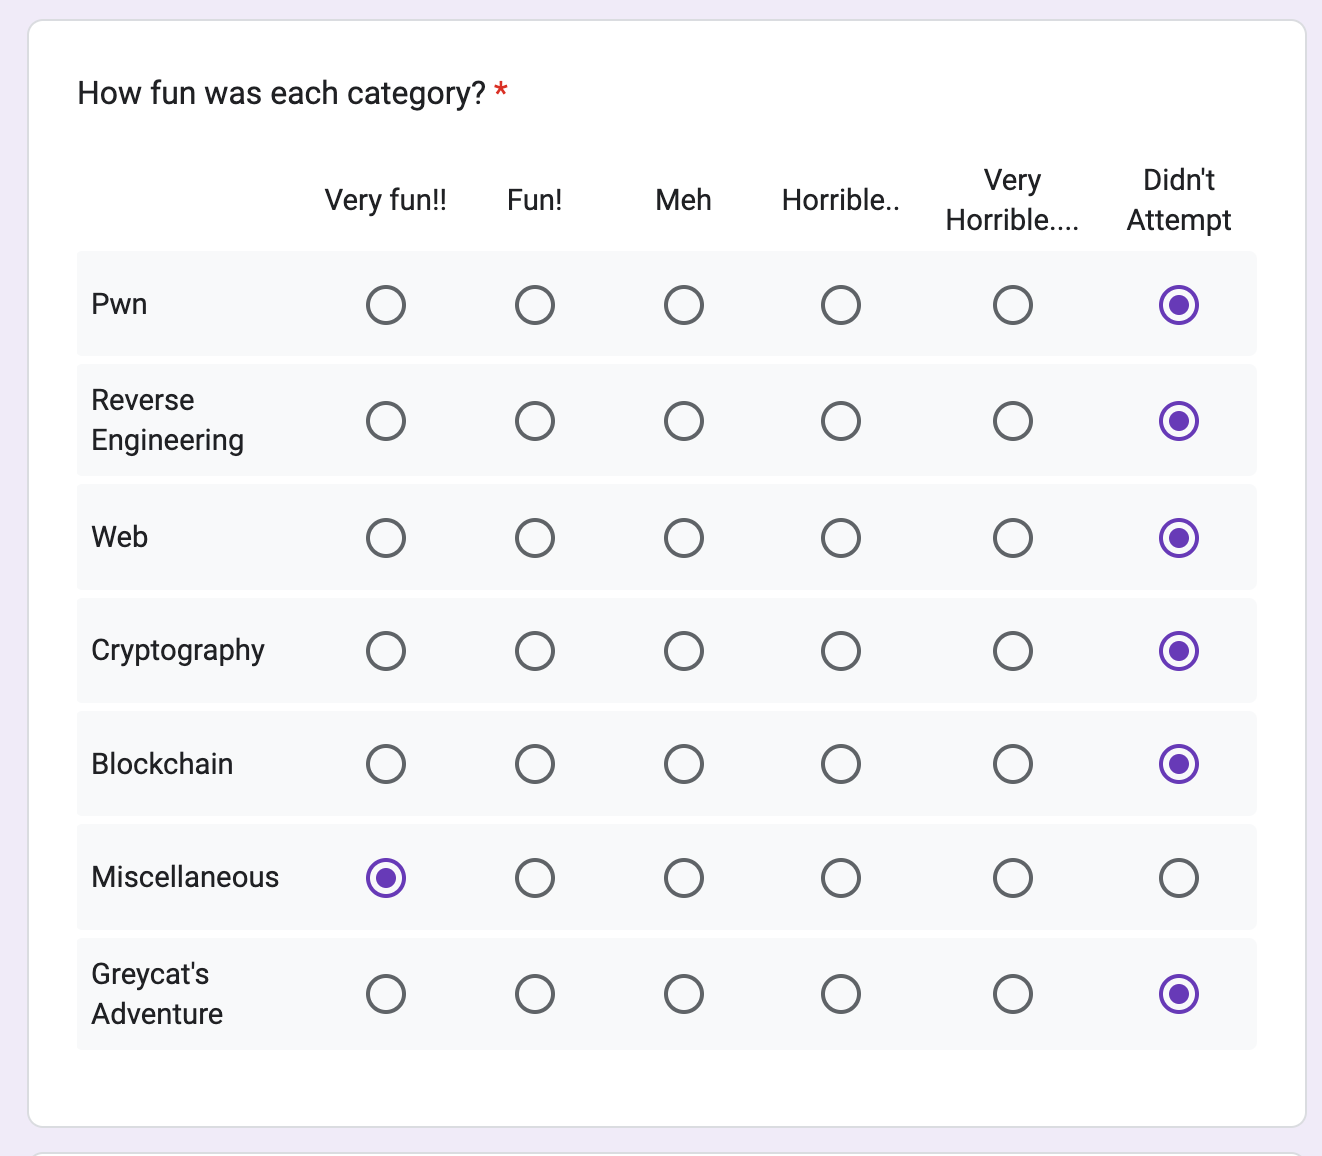 How fun was each category? *
Very fun!! Fun! Meh Horrible.. Very Horrible.... Didn't Attempt
Pwn
Reverse
Engineering
Web
Cryptography
Blockchain
Miscellaneous
Greycat's
Adventure